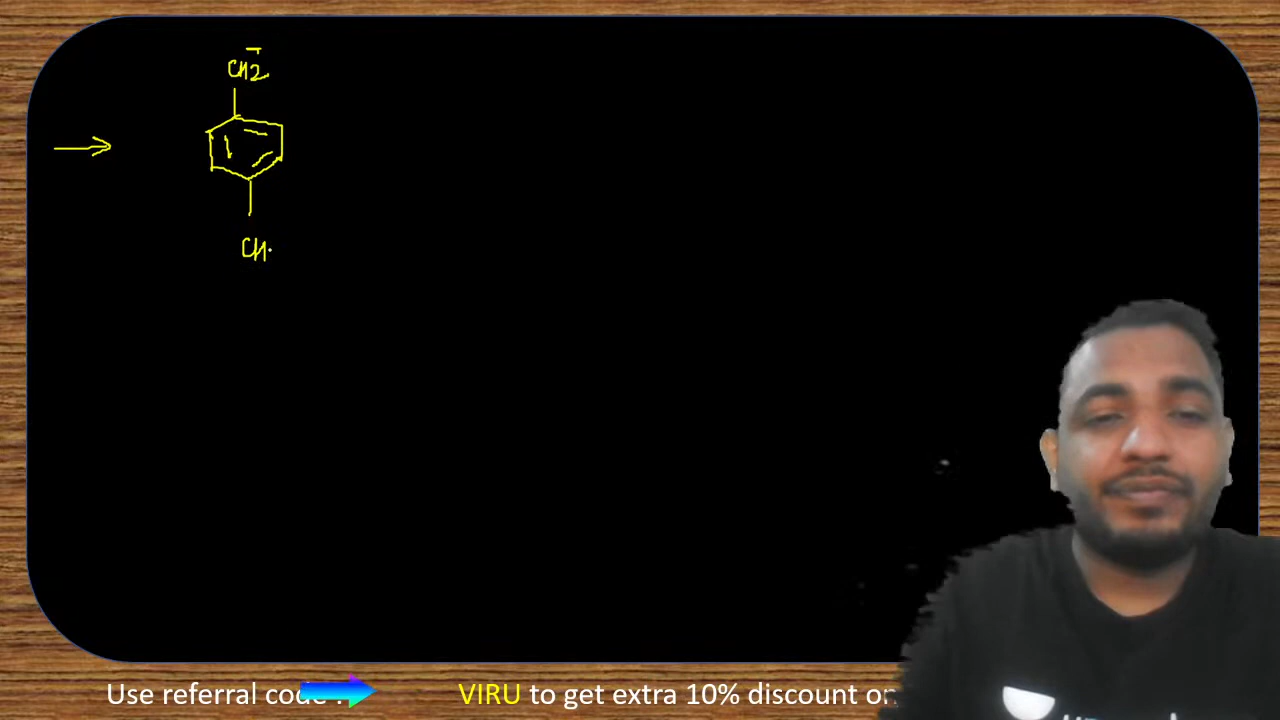 CH2-
CH
Use referral code :
VIRU to get extra 10% discount on